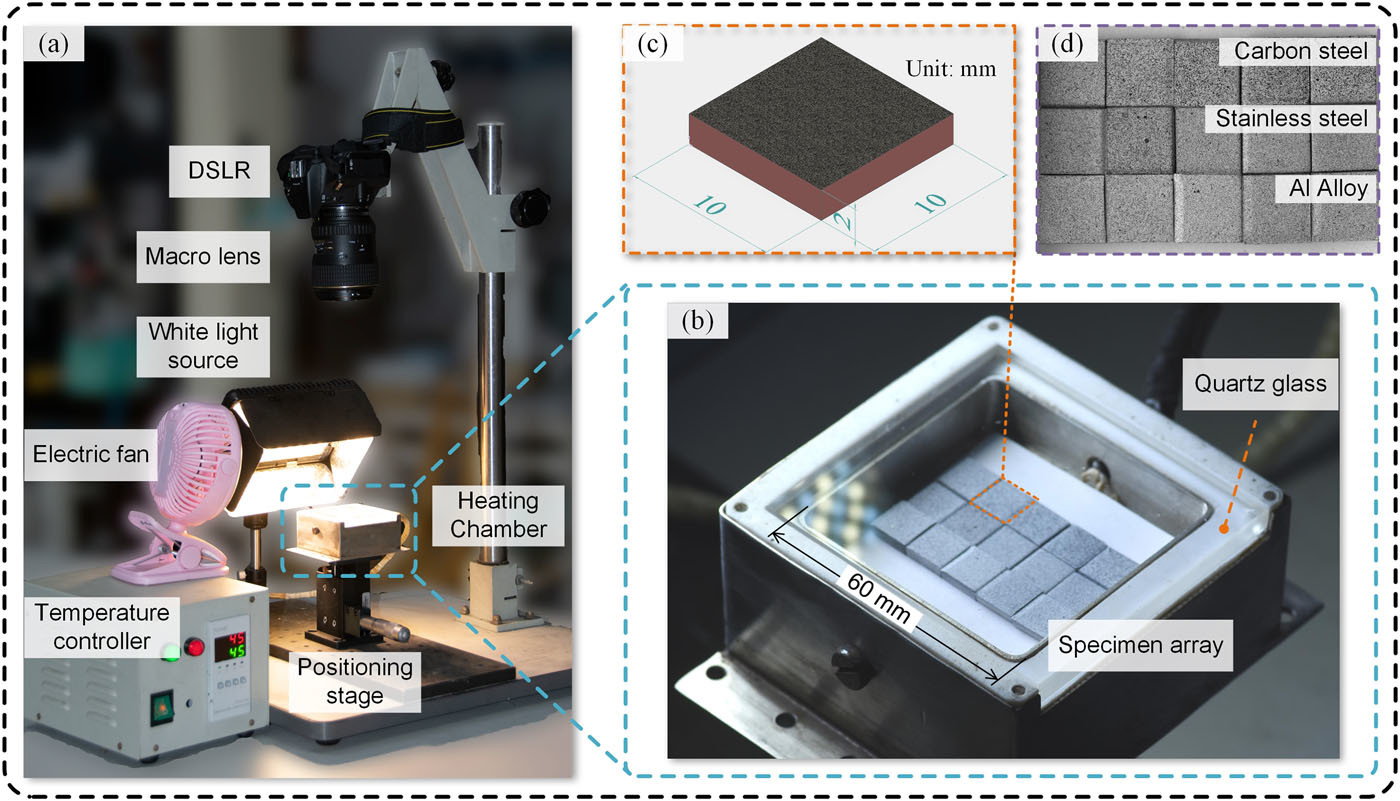 (a)
DSLR
Macro lens
White light
source
Electric fan
Heating
Chamber
Temperature
controller
45
45
Positioning
stage
(c)
Unit: mm
10
2
10
(d)
Carbon steel
Stainless steel
Al Alloy
(b)
Quartz glass
60 mm
Specimen array